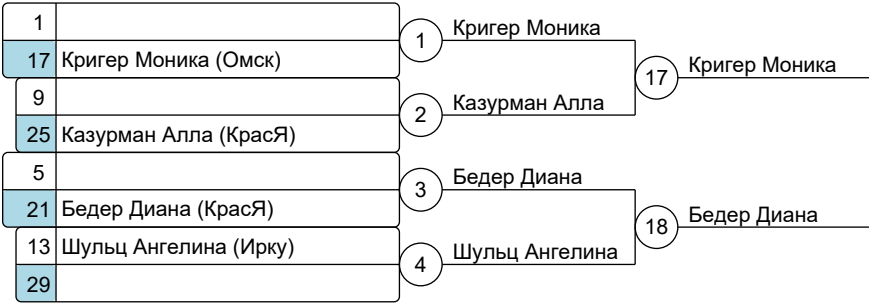 1
17 Кригер Моника (Омск)
9
25 Казурман Алла (КрасЯ)
5
21 Бедер Диана (КрасЯ)
13 Шульц Ангелина (Ирку)
29
1 Кригер Моника
2 Казурман Алла
3 Бедер Диана
4 Шульц Ангелина
17 Кригер Моника
18 Бедер Диана